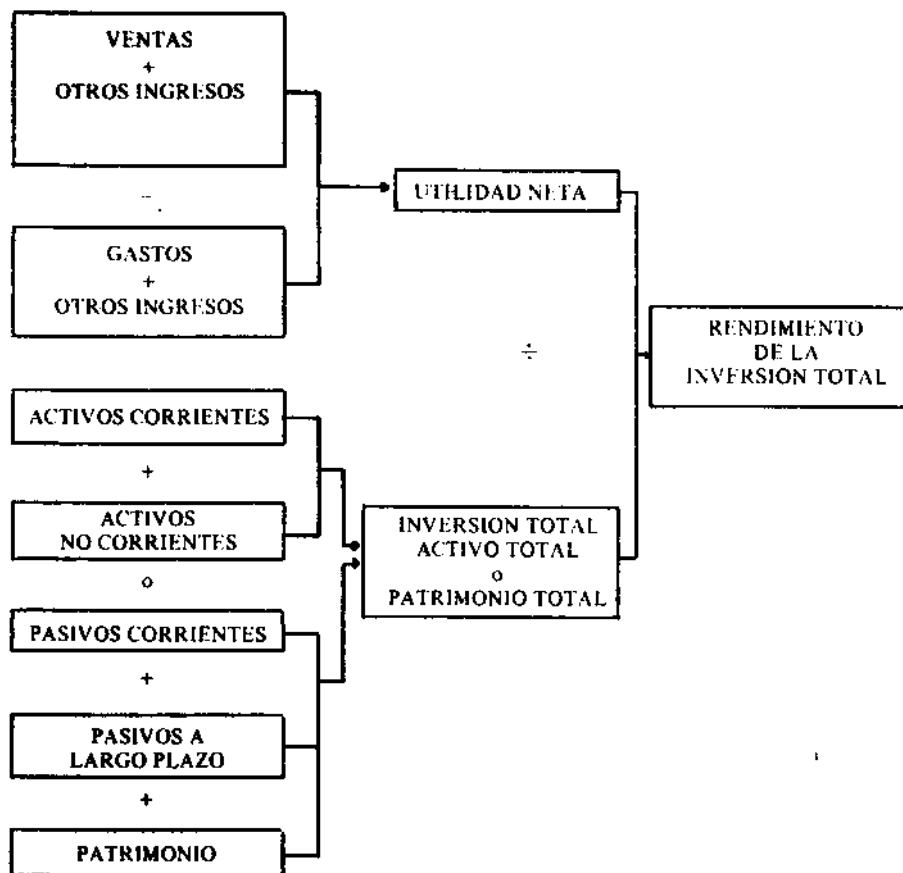 VENTAS
+
OTROS INGRESOS
-
GASTOS
+
OTROS INGRESOS
UTILIDAD NETA
÷
RENDIMIENTO
DE LA
INVERSION TOTAL
ACTIVOS CORRIENTES
+
ACTIVOS
NO CORRIENTES
o
PASIVOS CORRIENTES
+
PASIVOS A
LARGO PLAZO
+
PATRIMONIO
INVERSION TOTAL
ACTIVO TOTAL
o
PATRIMONIO TOTAL